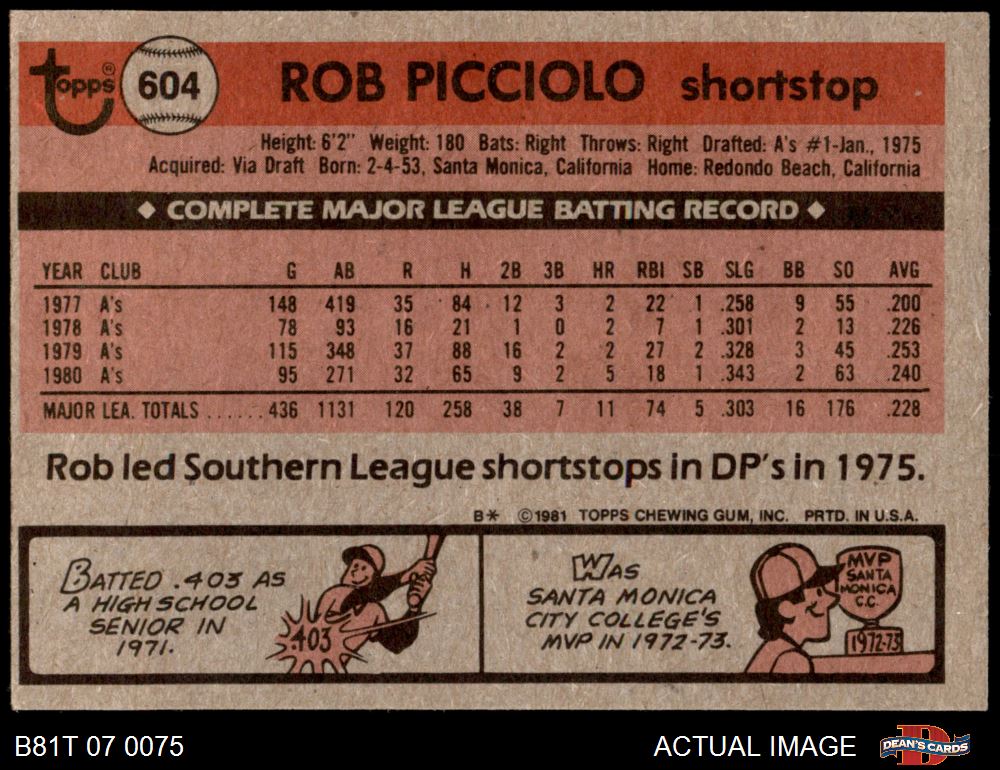 topps® 604 ROB PICCIOLO shortstop
Height: 6'2" Weight: 180 Bats: Right Throws: Right Drafted: A's #1-Jan., 1975
Acquired: Via Draft Born: 2-4-53, Santa Monica, California Home: Redondo Beach, California
◆ COMPLETE MAJOR LEAGUE BATTING RECORD ◆
YEAR CLUB G AB R H 2B 3B HR RBI SB SLG BB SO AVG
1977 A's 148 419 35 84 12 3 2 22 1 .258 9 55 .200
1978 A's 78 93 16 21 1 0 2 7 1 .301 2 13 .226
1979 A's 115 348 37 88 16 2 2 27 2 .328 3 45 .253
1980 A's 95 271 32 65 9 2 5 18 1 .343 2 63 .240
MAJOR LEA. TOTALS ......436 1131 120 258 38 7 11 74 5 .303 16 176 .228
Rob led Southern League shortstops in DP's in 1975.
B* ©1981 TOPPS CHEWING GUM, INC. PRTD. IN U.S.A.
BATTED .403 AS
A HIGH SCHOOL
SENIOR IN
1971.
.403
WAS
SANTA MONICA
CITY COLLEGE'S
MVP IN 1972-73.
MVP
SANTA
MONICA
C.C.
1972-73
B81T 07 0075 ACTUAL IMAGE D DEAN'S CARDS